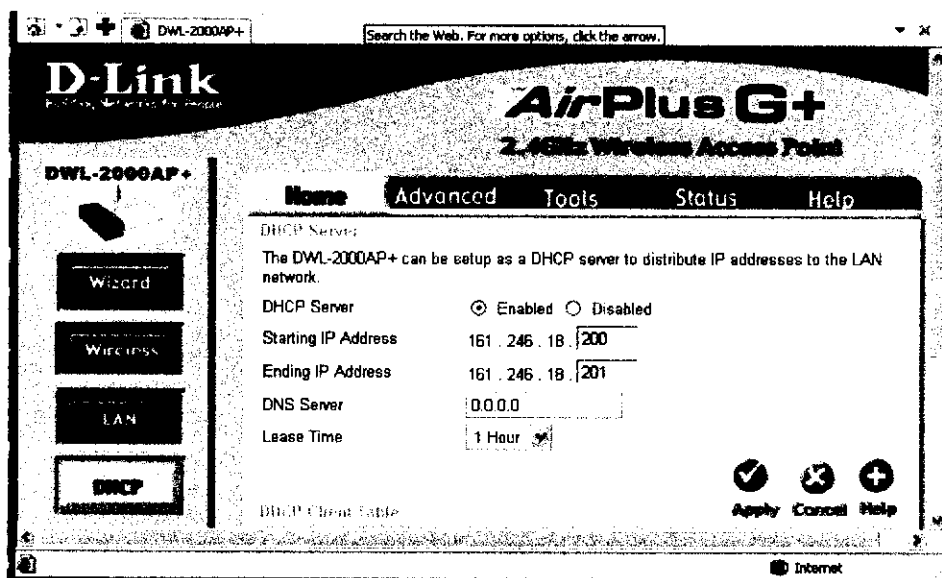 DWL-2000AP+
Search the Web. For more options, click the arrow.
D-Link
Building Networks for People
AirPlus G+
2.4GHz Wireless Access Point
DWL-2000AP+
Home Advanced Tools Status Help
DHCP Server
The DWL-2000AP+ can be setup as a DHCP server to distribute IP addresses to the LAN
network.
Wizard
DHCP Server Enabled Disabled
Starting IP Address 161 . 246 . 18 . 200
Wireless
Ending IP Address 161 . 246 . 18 . 201
DNS Server 0.0.0.0
LAN
Lease Time 1 Hour
DHCP
Apply Cancel Help
DHCP Client Table
Internet